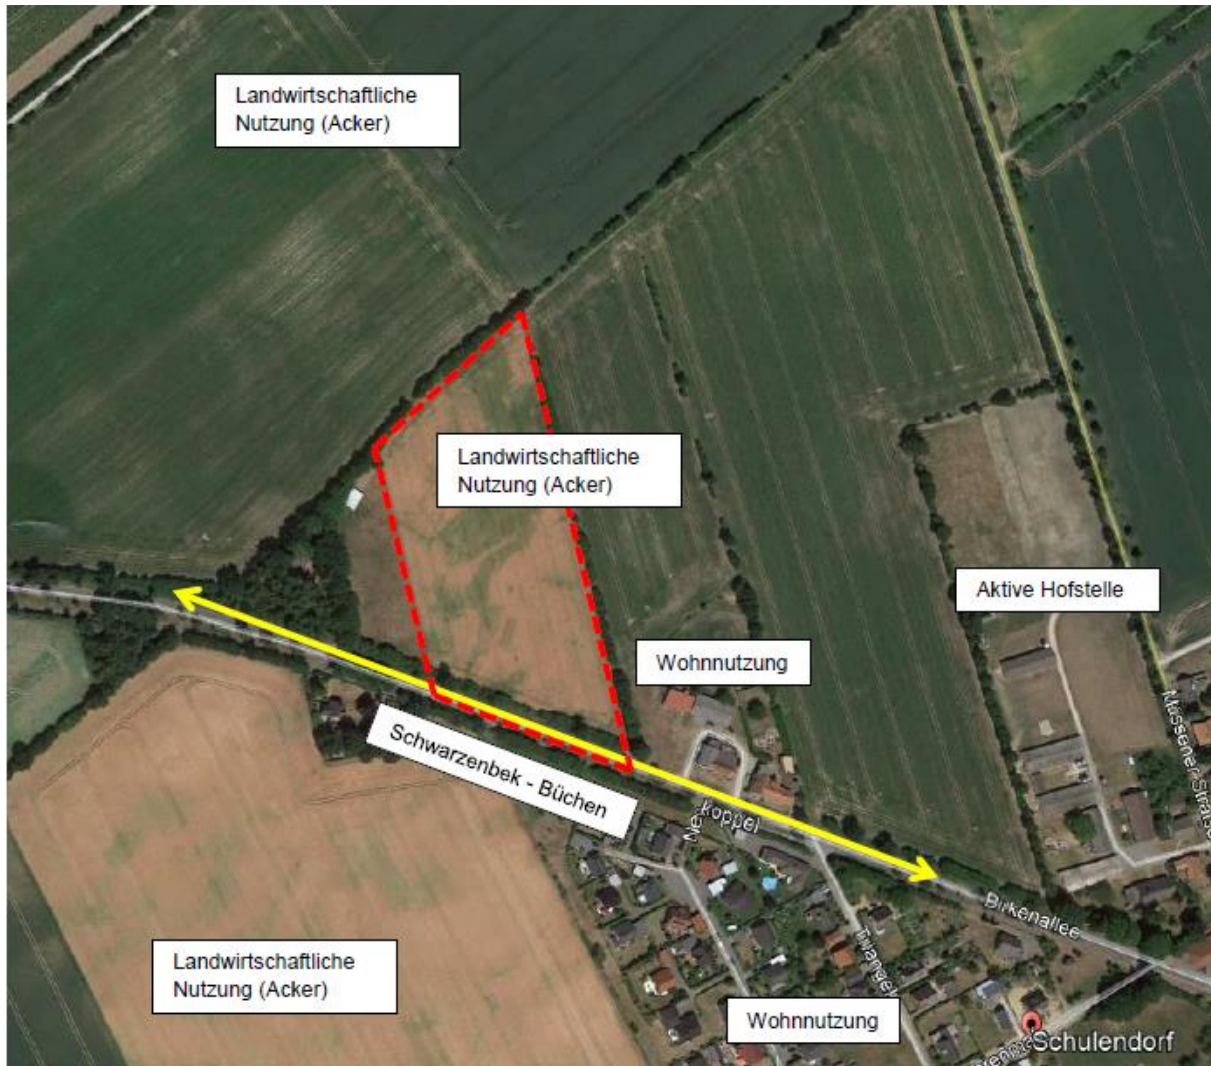 Landwirtschaftliche
Nutzung (Acker)
Landwirtschaftliche
Nutzung (Acker)
Aktive Hofstelle
Wohnnutzung
Schwarzenbek - Büchen
koppel
Birkenallee
Landwirtschaftliche
Nutzung (Acker)
Wohnnutzung
Schulendorf